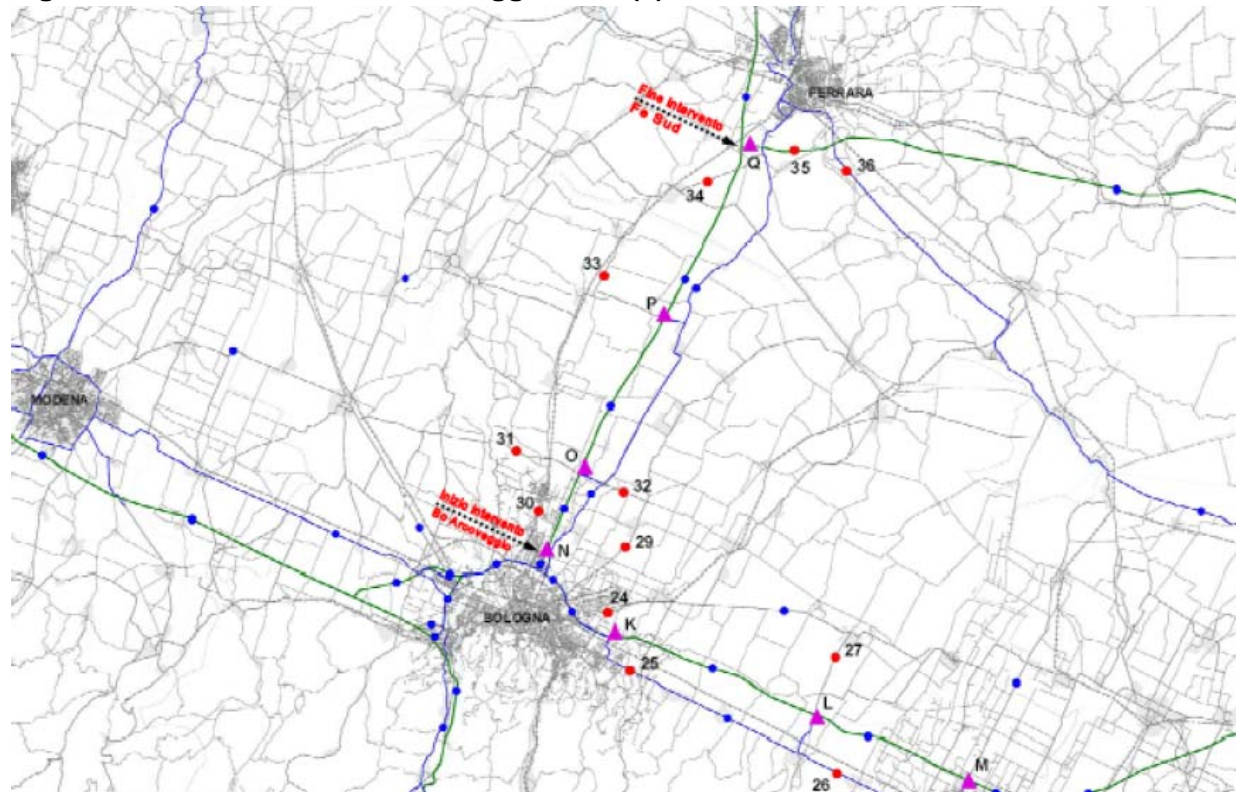 FERRARA
Fine intervento
Fe Sud
Q
35
36
34
33
P
MODENA
31
O
32
30
Inizio intervento
Bo Arcoveggio
N
29
24
BOLOGNA
K
25
27
L
M
26